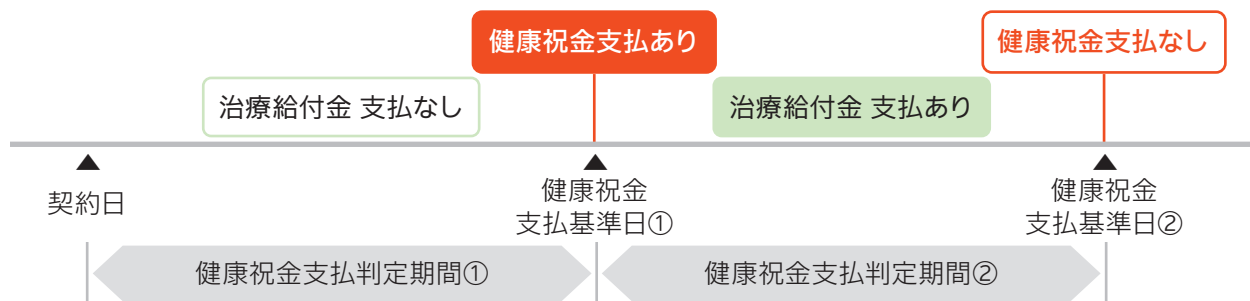 健康祝金支払あり
健康祝金支払なし
治療給付金 支払なし
治療給付金 支払あり
契約日
健康祝金
支払基準日①
健康祝金
支払基準日②
健康祝金支払判定期間①
健康祝金支払判定期間②